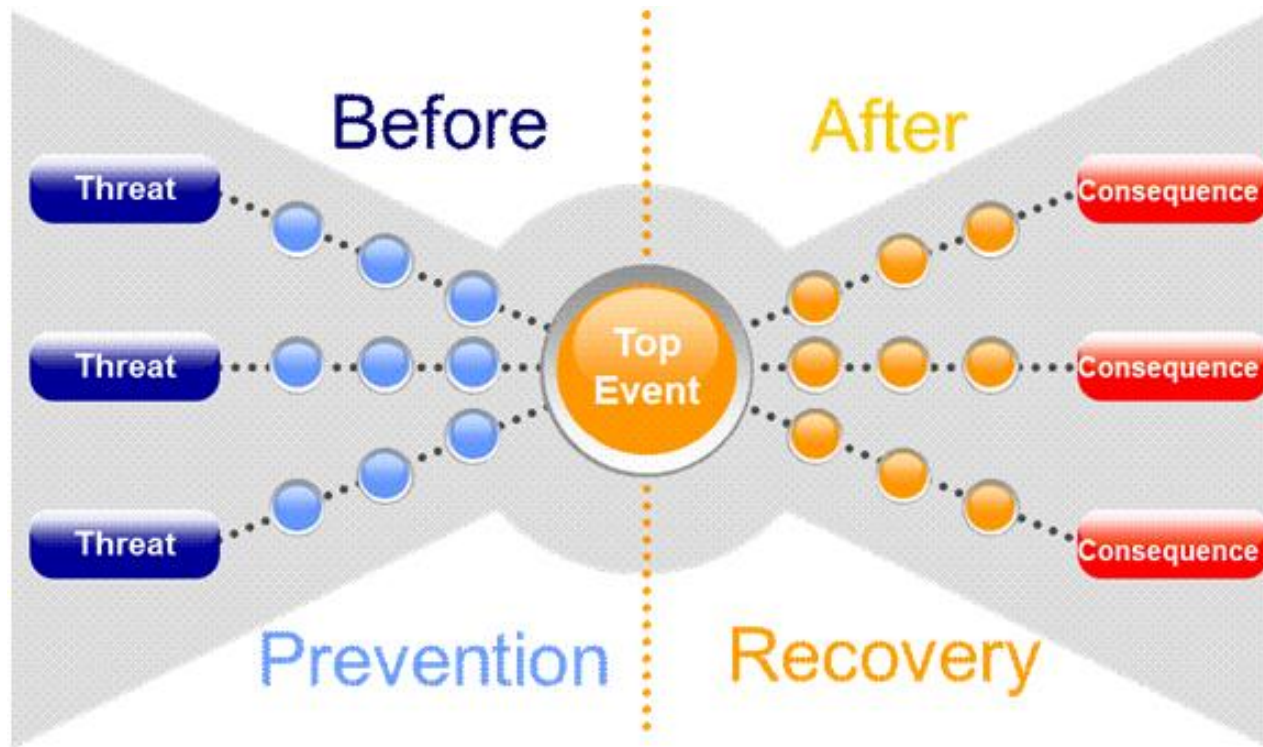 Before
After
Threat
Consequence
Threat
Top
Event
Consequence
Threat
Consequence
Prevention
Recovery